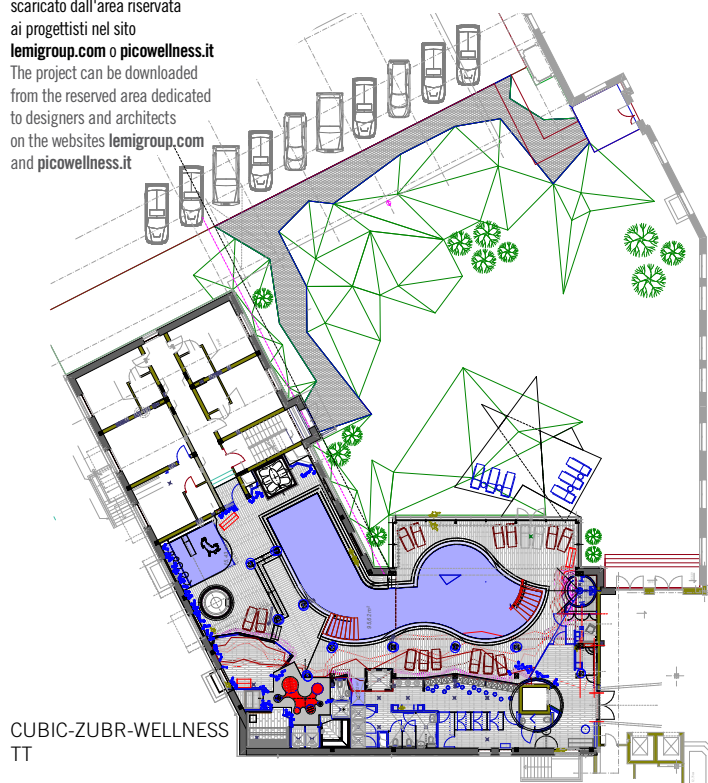 scaricato dall'area riservata
ai progettisti nel sito
lemigroup.com o picowellness.it
The project can be downloaded
from the reserved area dedicated
to designers and architects
on the websites lemigroup.com
and picowellness.it
CUBIC-ZUBR-WELLNESS
TT